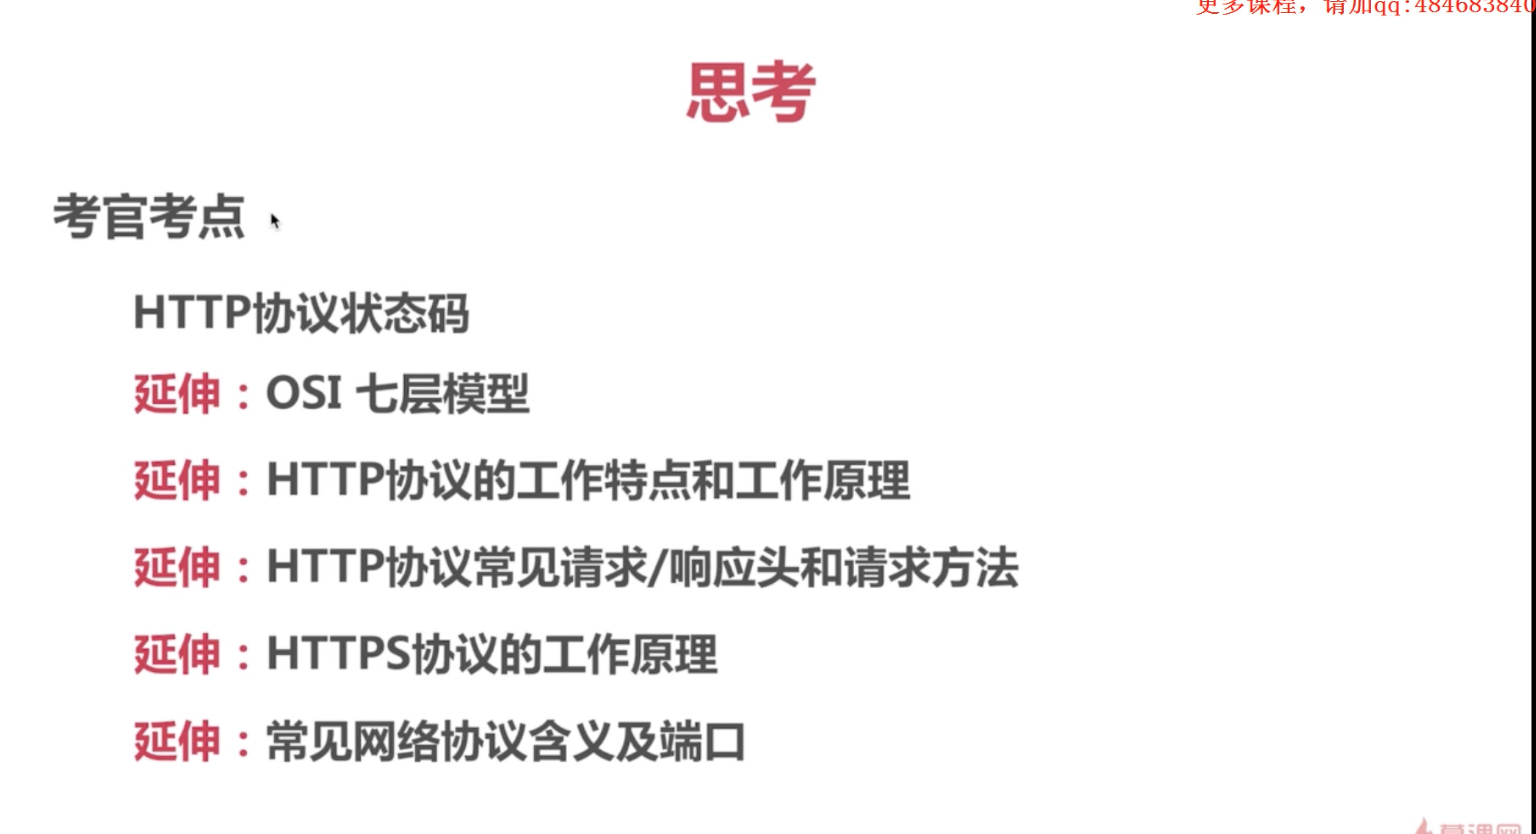 更多课程，请加qq:484683840
思考
考官考点
HTTP协议状态码
延伸：OSI 七层模型
延伸：HTTP协议的工作特点和工作原理
延伸：HTTP协议常见请求/响应头和请求方法
延伸：HTTPS协议的工作原理
延伸：常见网络协议含义及端口
慕课网